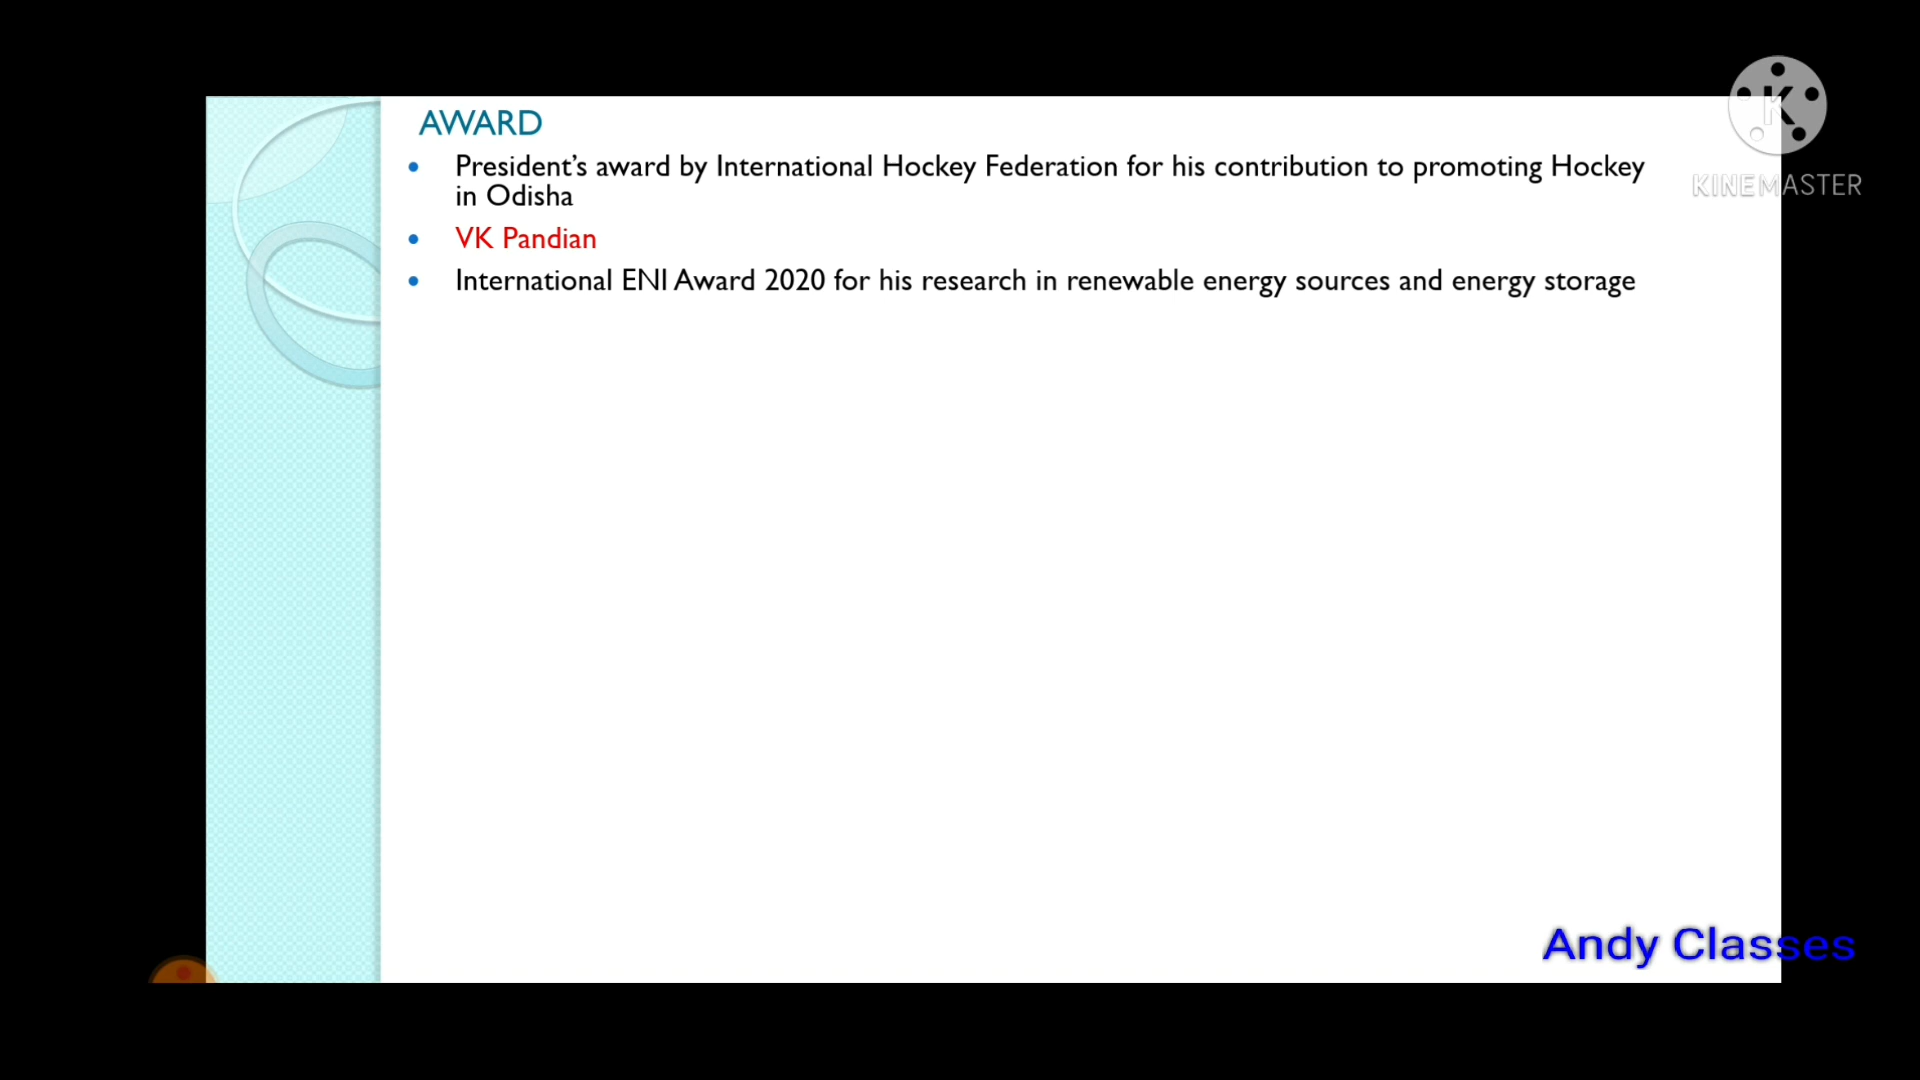 AWARD
President’s award by International Hockey Federation for his contribution to promoting Hockey
in Odisha
VK Pandian
International ENI Award 2020 for his research in renewable energy sources and energy storage
K
KINEMASTER
Andy Classes